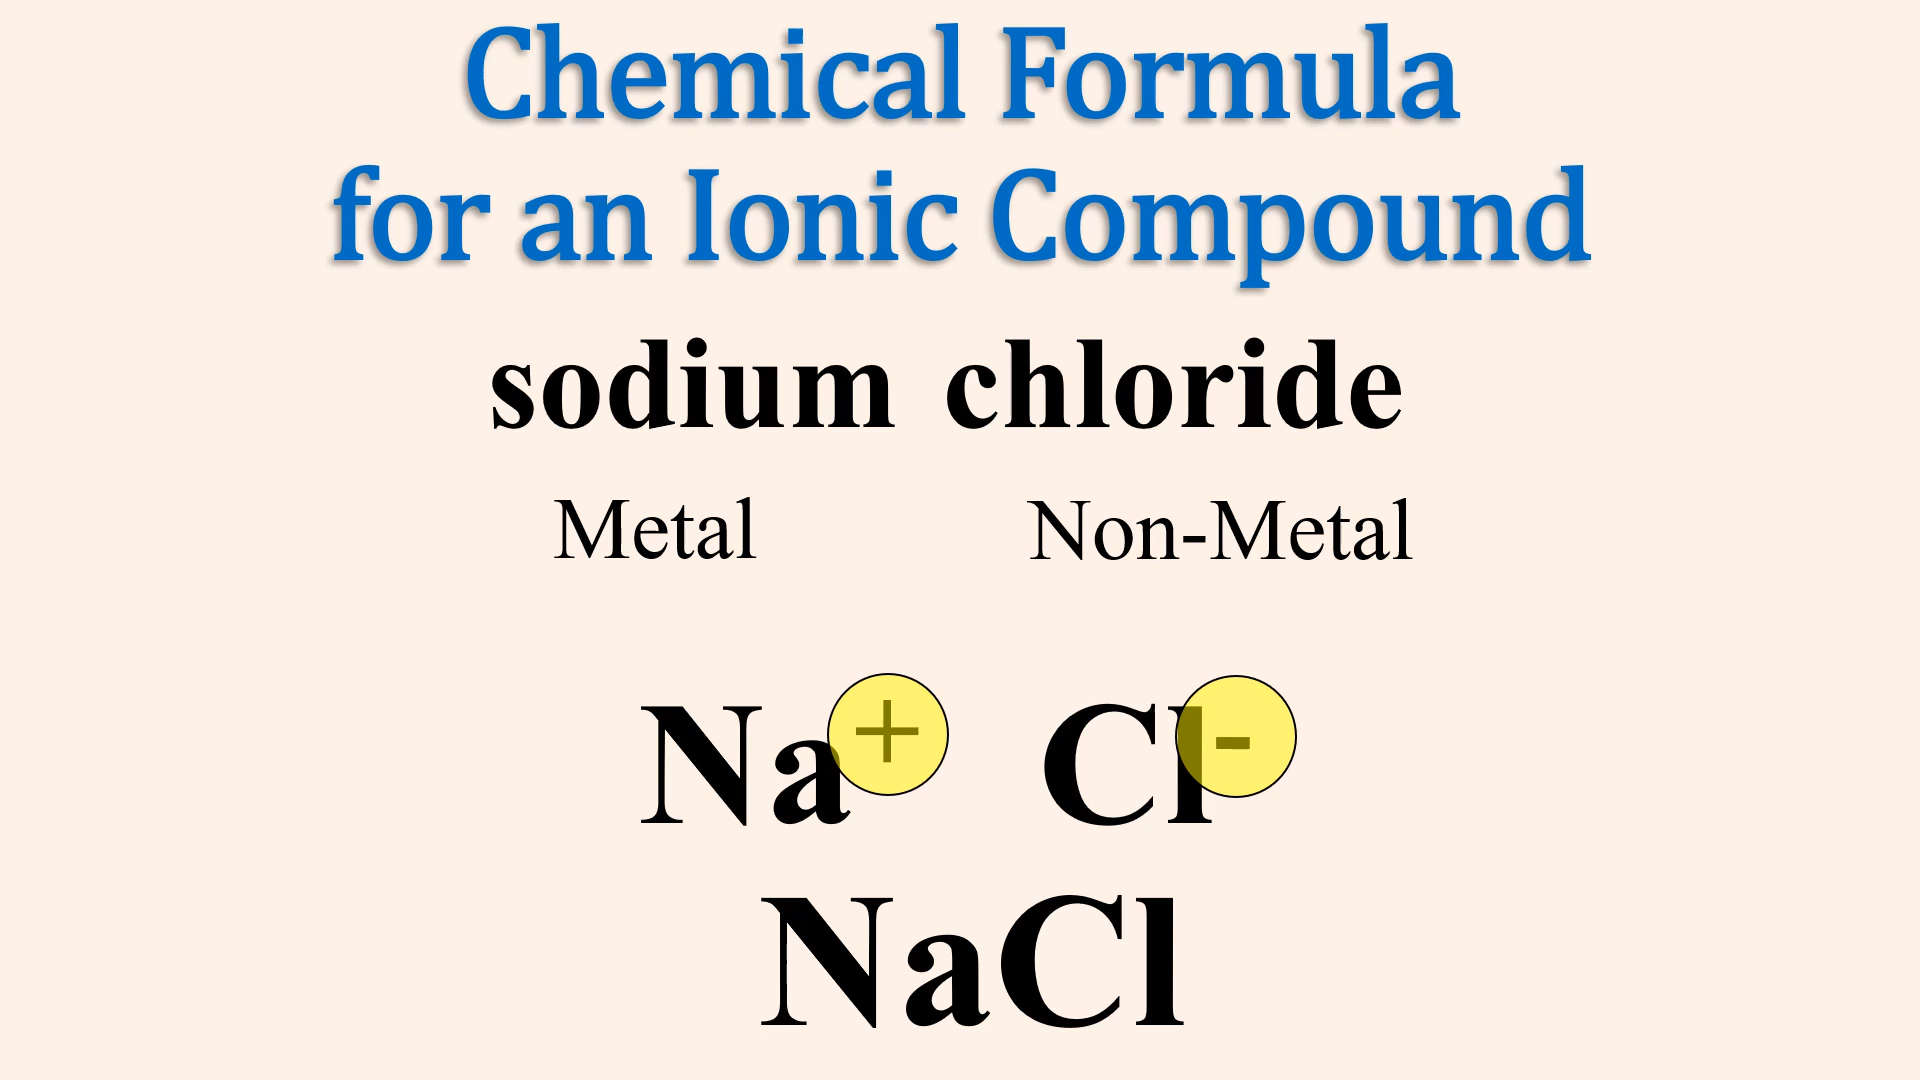 Chemical Formula
for an Ionic Compound
sodium chloride
Metal Non-Metal
Na+ Cl-
NaCl